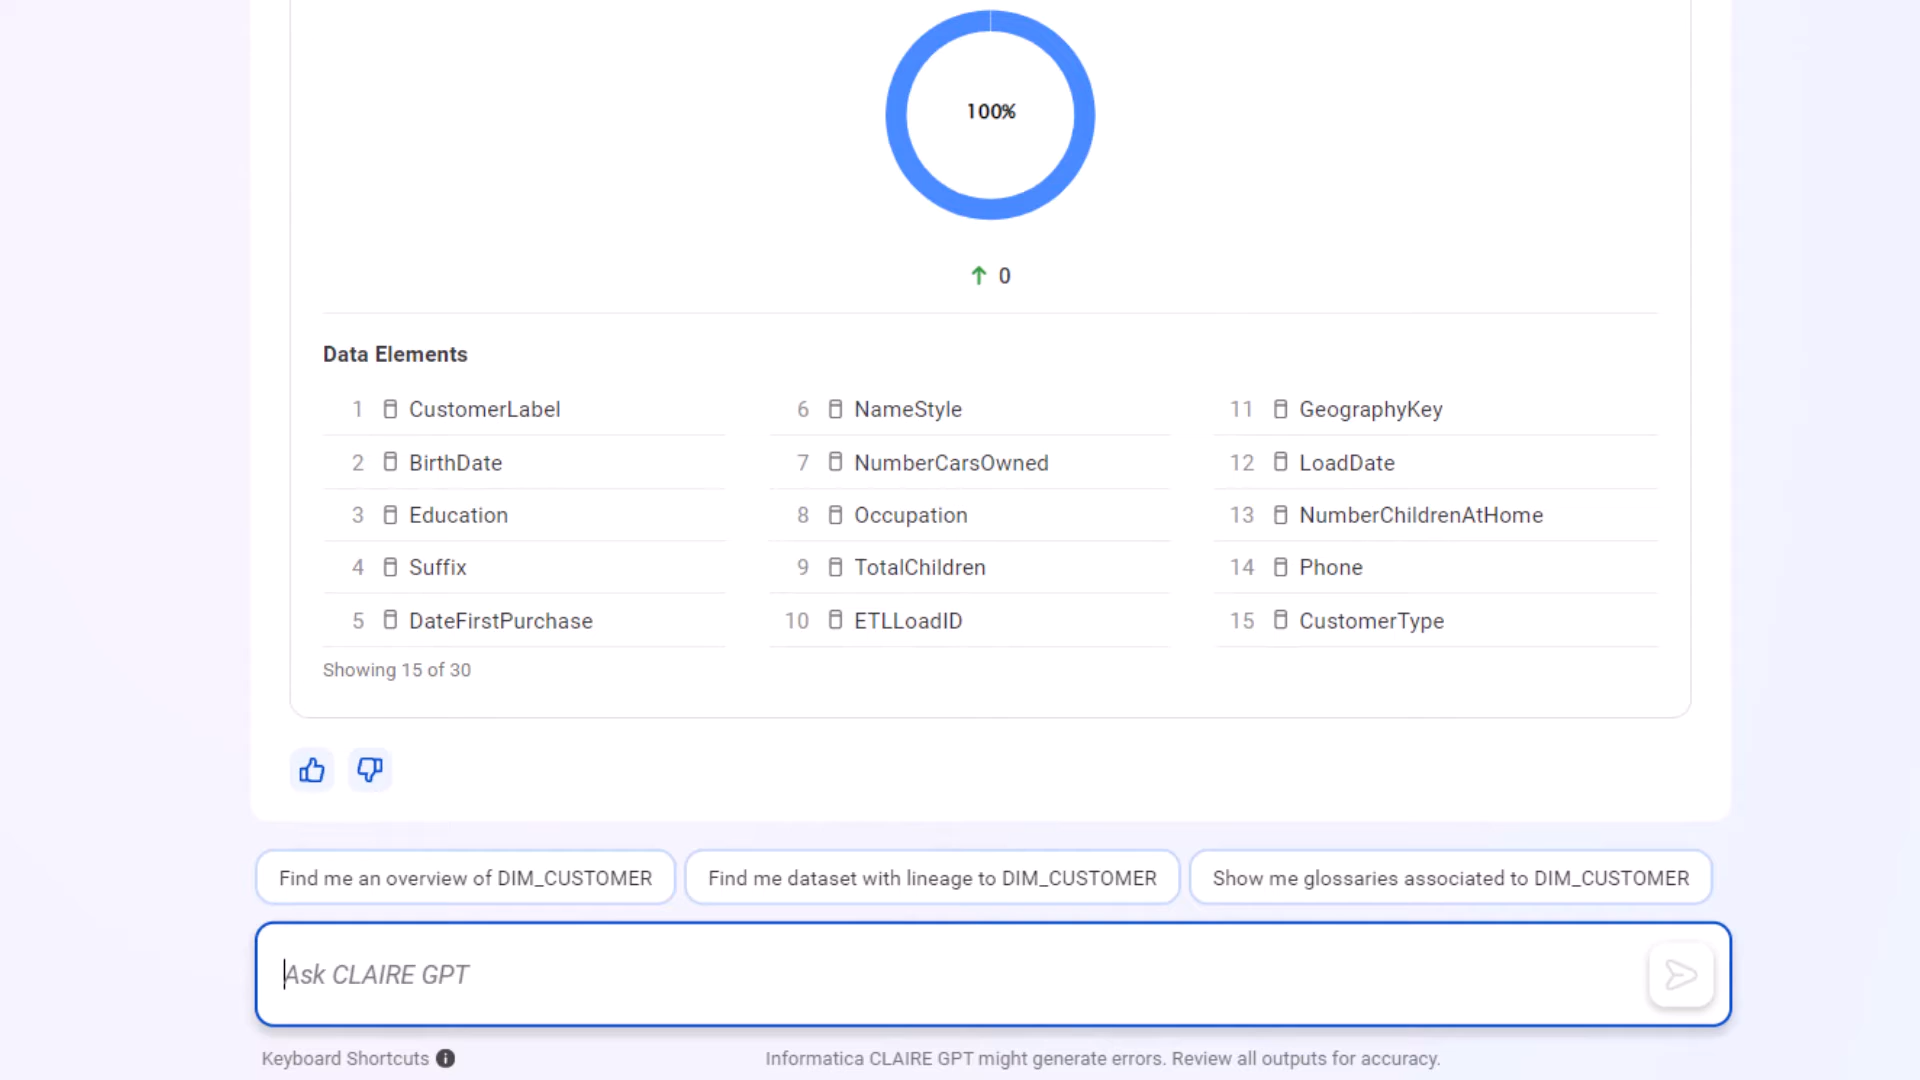 100%
0
Data Elements
1 CustomerLabel
2 BirthDate
3 Education
4 Suffix
5 DateFirstPurchase
6 NameStyle
7 NumberCarsOwned
8 Occupation
9 TotalChildren
10 ETLLoadID
11 GeographyKey
12 LoadDate
13 NumberChildrenAtHome
14 Phone
15 CustomerType
Showing 15 of 30
Find me an overview of DIM_CUSTOMER
Find me dataset with lineage to DIM_CUSTOMER
Show me glossaries associated to DIM_CUSTOMER
Ask CLAIRE GPT
Keyboard Shortcuts
Informatica CLAIRE GPT might generate errors. Review all outputs for accuracy.